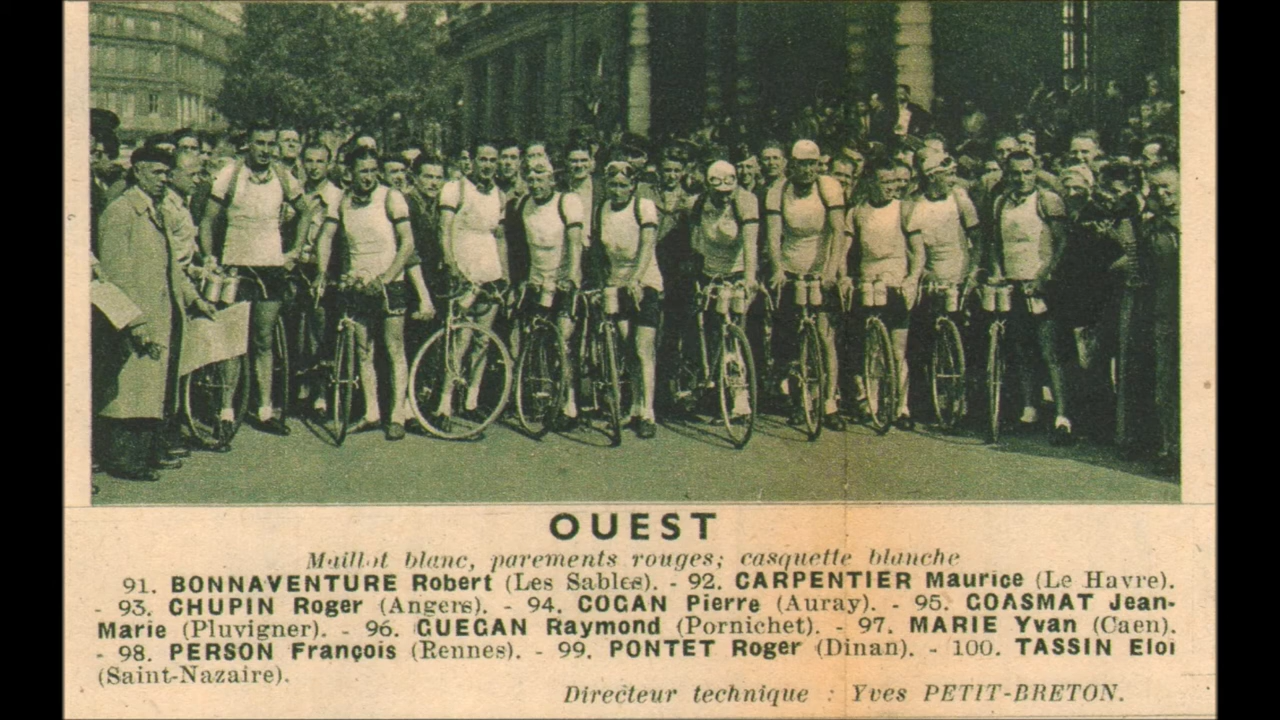 OUEST
Maillot blanc, parements rouges; casquette blanche
91. BONNAVENTURE Robert (Les Sables). - 92. CARPENTIER Maurice (Le Havre).
- 93. CHUPIN Roger (Angers). - 94. COGAN Pierre (Auray). - 95. GOASMAT Jean-
Marie (Pluvigner). - 96. GUEGAN Raymond (Pornichet). - 97. MARIE Yvan (Caen).
- 98. PERSON François (Rennes). - 99. PONTET Roger (Dinan). - 100. TASSIN Eloi
(Saint-Nazaire).
Directeur technique : Yves PETIT-BRETON.